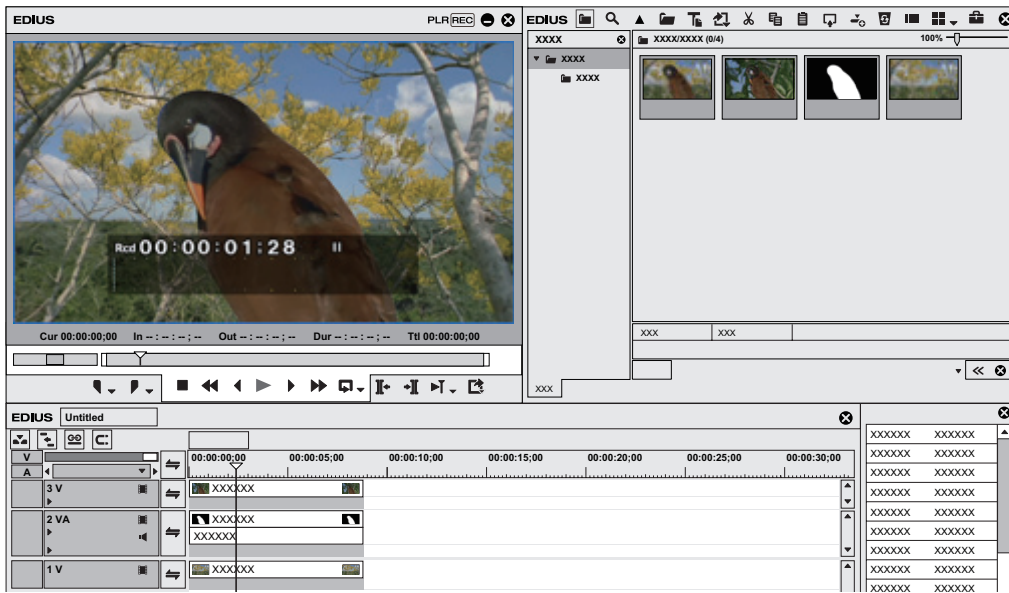 EDIUS PLR REC
Rcd 00:00:01:28 II
Cur 00:00:00;00 In -- : -- : -- ; -- Out -- : -- : -- ; -- Dur -- : -- : -- ; -- Ttl 00:00:00;00
EDIUS
XXXX
XXXX
XXXX
XXXX/XXXX (0/4) 100%
XXX XXX
XXX
EDIUS Untitled
V
A
00:00:00;00 00:00:05;00 00:00:10;00 00:00:15;00 00:00:20;00 00:00:25;00 00:00:30;00
3 V XXXXXX
2 VA XXXXXX
XXXXXX
1 V XXXXXX
XXXXXX XXXXXX
XXXXXX XXXXXX
XXXXXX XXXXXX
XXXXXX XXXXXX
XXXXXX XXXXXX
XXXXXX XXXXXX
XXXXXX XXXXXX
XXXXXX XXXXXX
XXXXXX XXXXXX